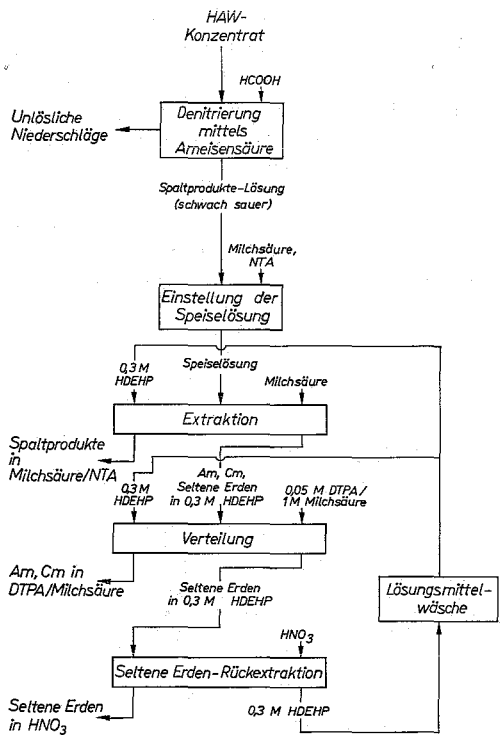 HAW-
Konzentrat
HCOOH
Denitrierung
mittels
Ameisensäure
Unlösliche
Niederschläge
Spaltprodukte-Lösung
(schwach sauer)
Milchsäure,
NTA
Einstellung der
Speiselösung
0,3 M
HDEHP
Speiselösung
Milchsäure
Extraktion
Spaltprodukte
in
Milchsäure/NTA
0,3 M
HDEHP
Am, Cm,
Seltene Erden
in 0,3 M HDEHP
0,05 M DTPA/
1 M Milchsäure
Verteilung
Am, Cm in
DTPA/Milchsäure
Seltene Erden
in 0,3 M HDEHP
Lösungsmittel-
wäsche
HNO3
Seltene Erden-Rückextraktion
Seltene Erden
in HNO3
0,3 M HDEHP